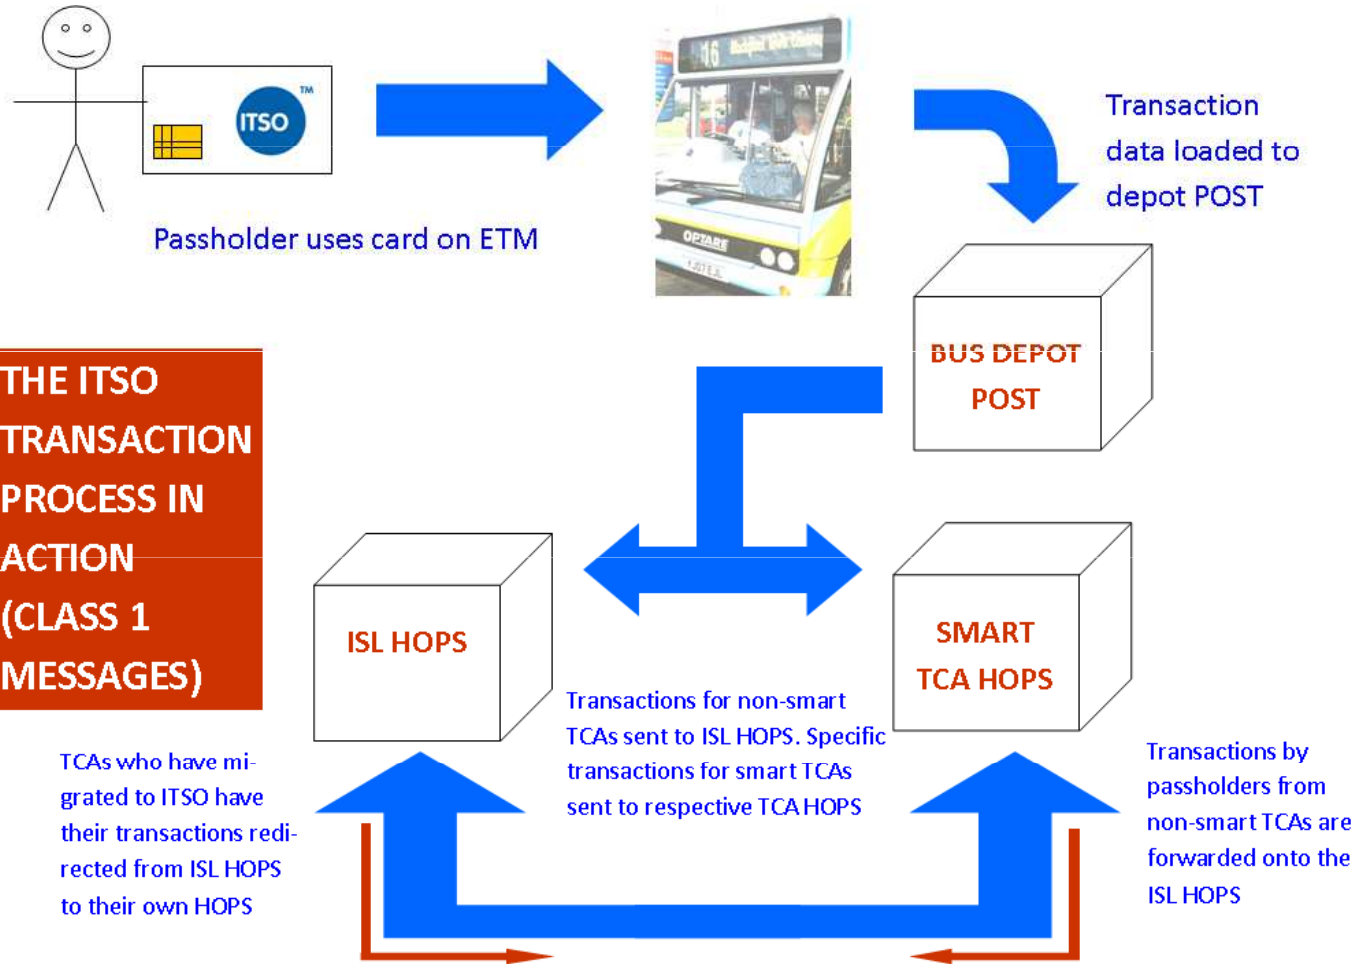 ITSO
TM
Passholder uses card on ETM
16
OPTARE
Transaction
data loaded to
depot POST
BUS DEPOT
POST
THE ITSO
TRANSACTION
PROCESS IN
ACTION
(CLASS 1
MESSAGES)
ISL HOPS
SMART
TCA HOPS
Transactions for non-smart
TCAs sent to ISL HOPS. Specific
transactions for smart TCAs
sent to respective TCA HOPS
TCAs who have mi-
grated to ITSO have
their transactions redi-
rected from ISL HOPS
to their own HOPS
Transactions by
passholders from
non-smart TCAs are
forwarded onto the
ISL HOPS